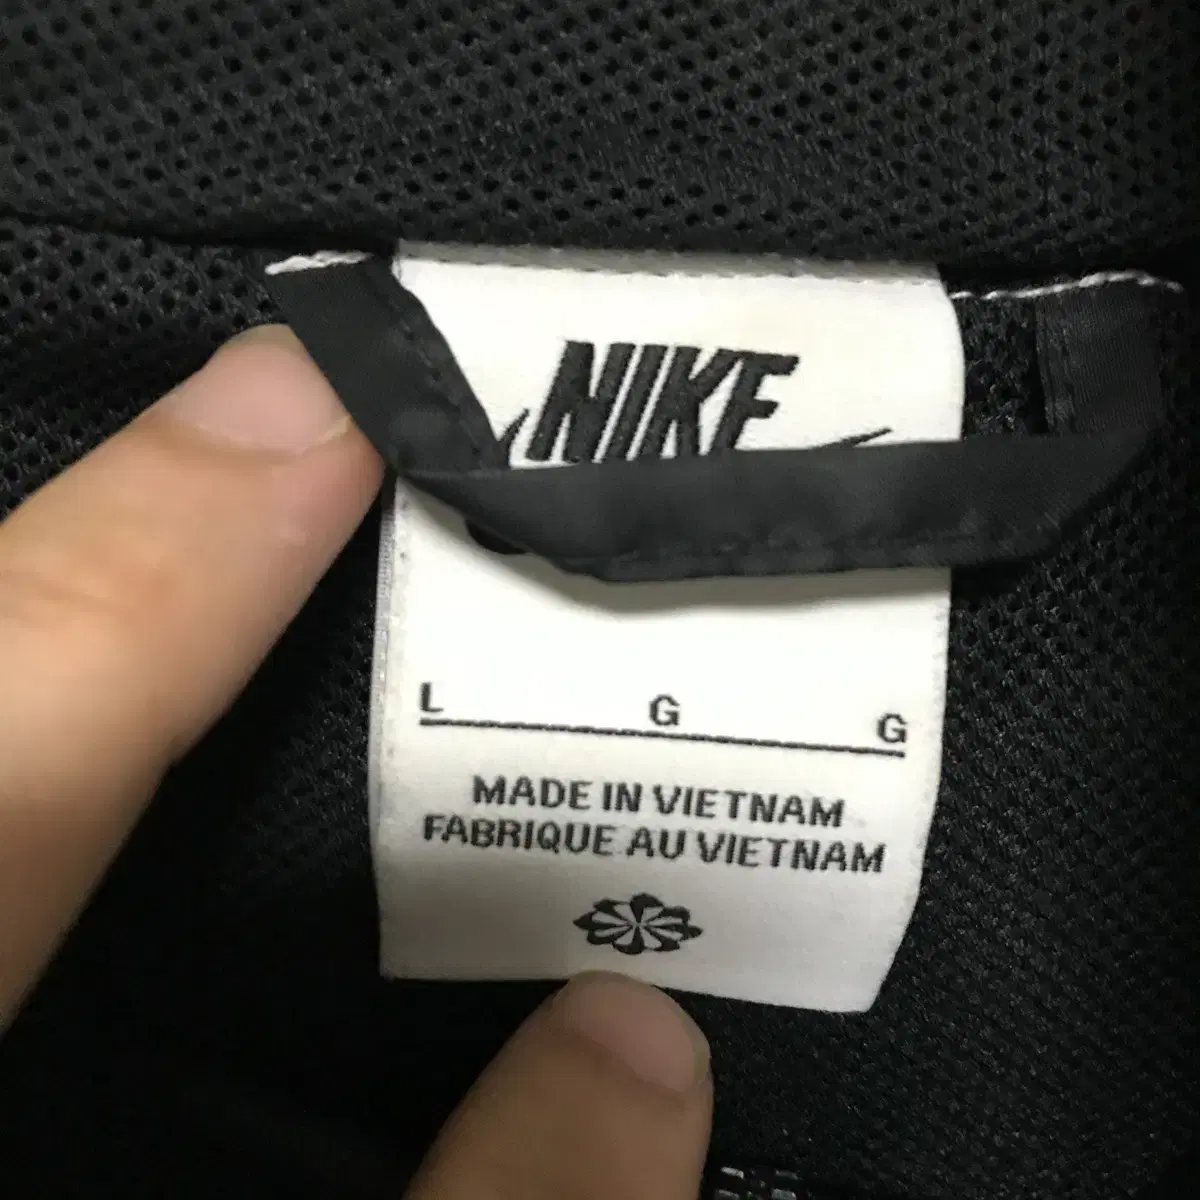 NIKE
L G G
MADE IN VIETNAM
FABRIQUE AU VIETNAM